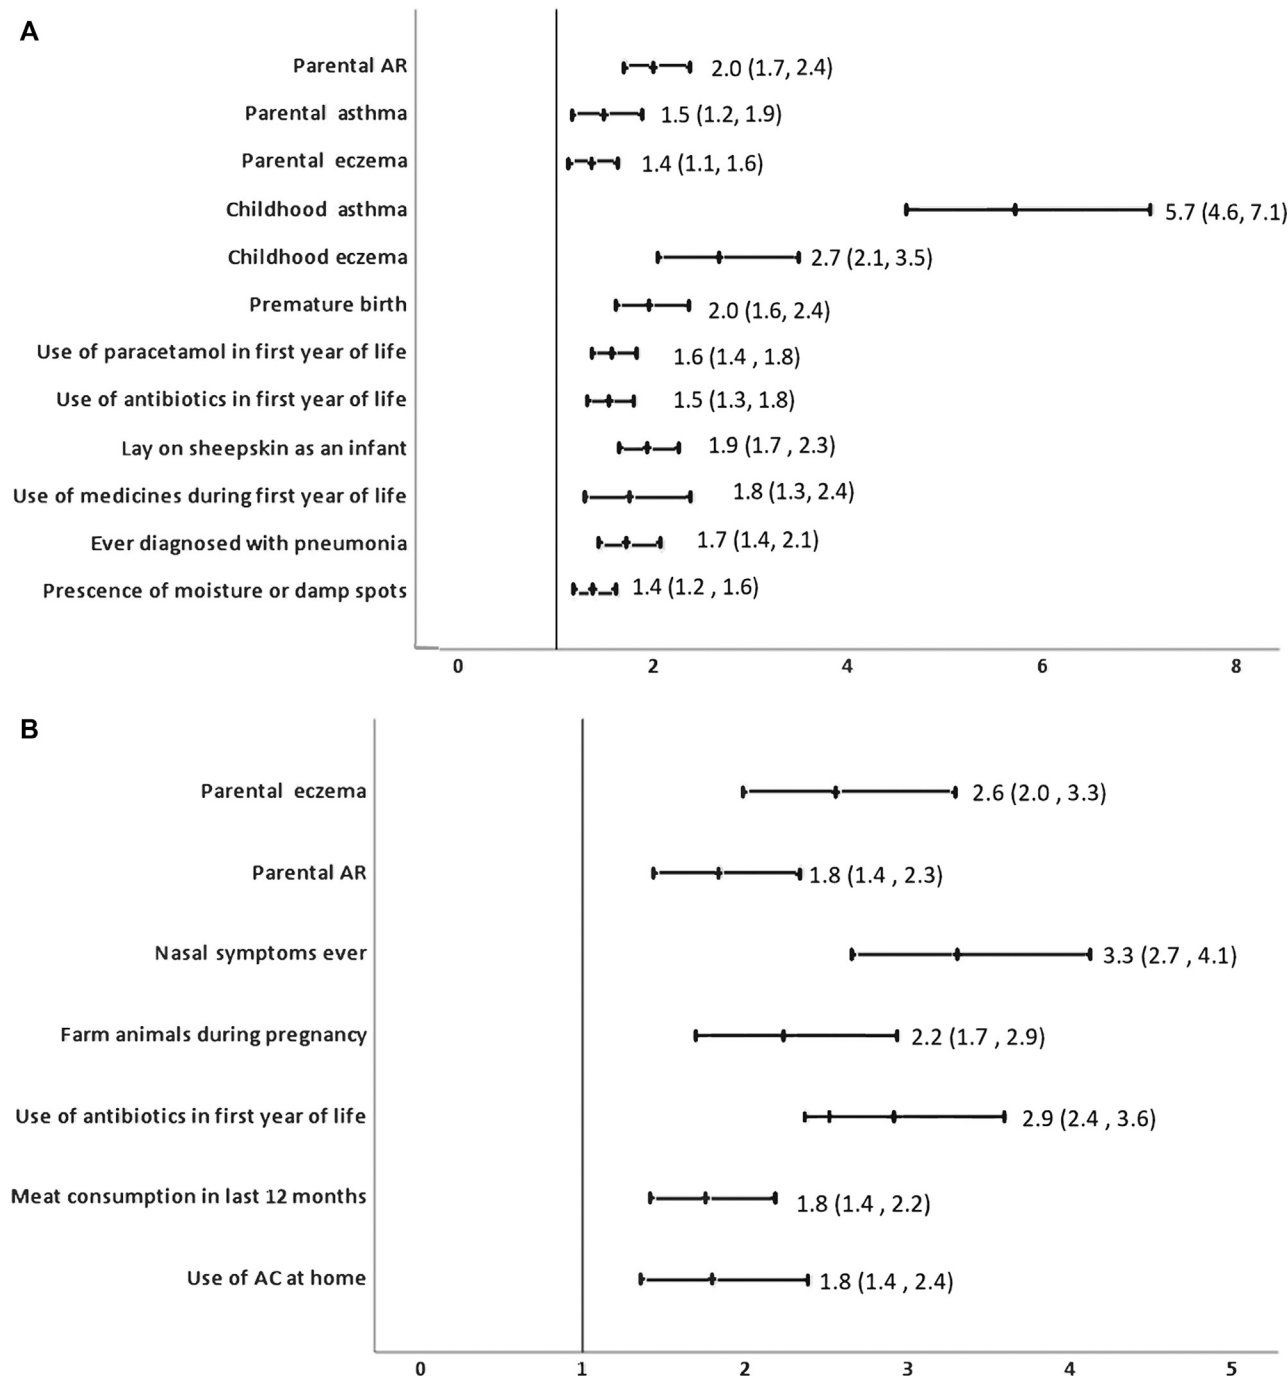 A
Parental AR 2.0 (1.7, 2.4)
Parental asthma 1.5 (1.2, 1.9)
Parental eczema 1.4 (1.1, 1.6)
Childhood asthma 5.7 (4.6, 7.1)
Childhood eczema 2.7 (2.1, 3.5)
Premature birth 2.0 (1.6, 2.4)
Use of paracetamol in first year of life 1.6 (1.4 , 1.8)
Use of antibiotics in first year of life 1.5 (1.3, 1.8)
Lay on sheepskin as an infant 1.9 (1.7 , 2.3)
Use of medicines during first year of life 1.8 (1.3, 2.4)
Ever diagnosed with pneumonia 1.7 (1.4, 2.1)
Prescence of moisture or damp spots 1.4 (1.2 , 1.6)
0 2 4 6 8
B
Parental eczema 2.6 (2.0 , 3.3)
Parental AR 1.8 (1.4 , 2.3)
Nasal symptoms ever 3.3 (2.7 , 4.1)
Farm animals during pregnancy 2.2 (1.7 , 2.9)
Use of antibiotics in first year of life 2.9 (2.4 , 3.6)
Meat consumption in last 12 months 1.8 (1.4 , 2.2)
Use of AC at home 1.8 (1.4 , 2.4)
0 1 2 3 4 5